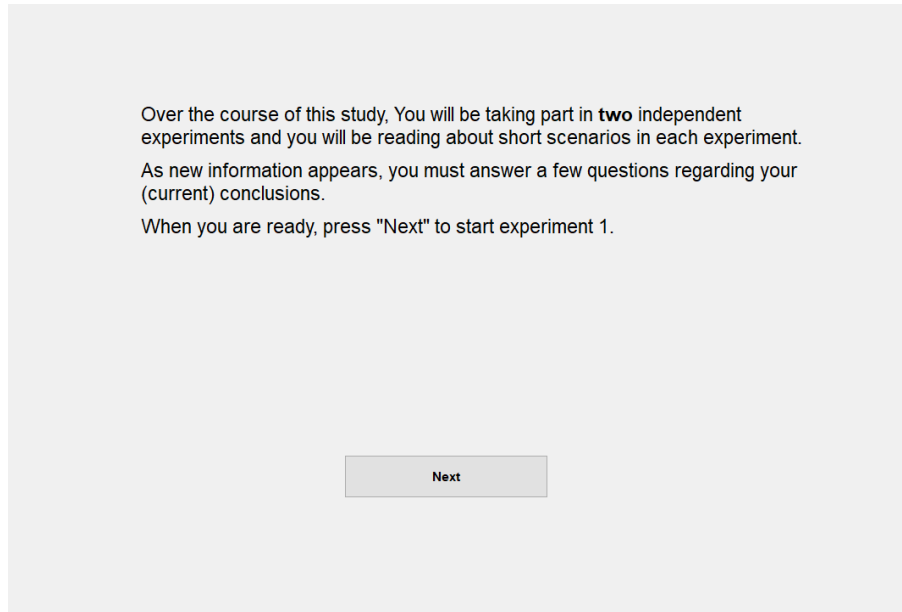 Over the course of this study, You will be taking part in two independent
experiments and you will be reading about short scenarios in each experiment.
As new information appears, you must answer a few questions regarding your
(current) conclusions.
When you are ready, press "Next" to start experiment 1.
Next